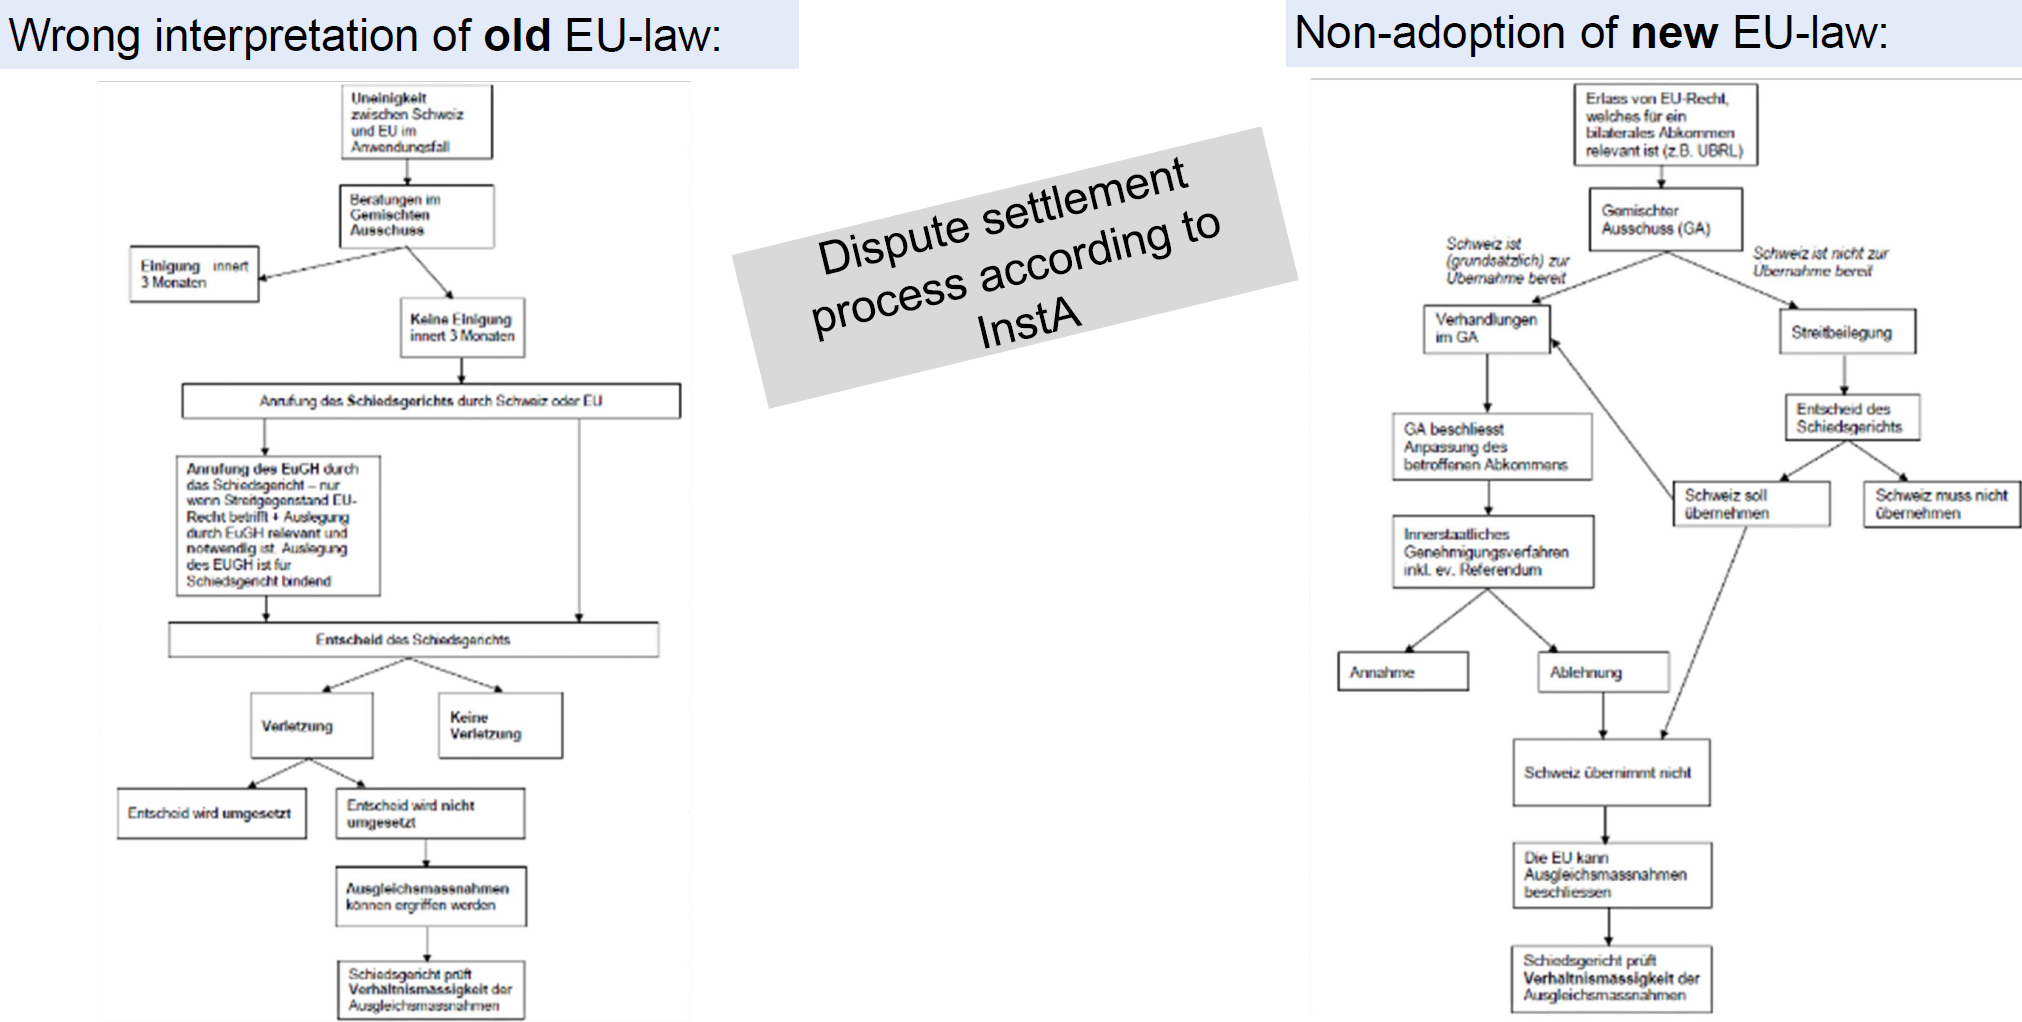 Wrong interpretation of old EU-law:
Uneinigkeit
zwischen Schweiz
und EU im
Anwendungsfall
Beratungen im
Gemischten
Ausschuss
Einigung innert
3 Monaten
Keine Einigung
innert 3 Monaten
Anrufung des Schiedsgerichts durch Schweiz oder EU
Anrufung des EuGH durch
das Schiedsgericht – nur
wenn Streitgegenstand EU-
Recht betrifft + Auslegung
durch EuGH relevant und
notwendig ist. Auslegung
des EUGH ist für
Schiedsgericht bindend
Entscheid des Schiedsgerichts
Verletzung
Keine
Verletzung
Entscheid wird umgesetzt
Entscheid wird nicht
umgesetzt
Ausgleichsmassnahmen
können ergriffen werden
Schiedsgericht prüft
Verhältnismässigkeit der
Ausgleichsmassnahmen
Dispute settlement
process according to
InstA
Non-adoption of new EU-law:
Erlass von EU-Recht,
welches für ein
bilaterales Abkommen
relevant ist (z.B. UBRL)
Gemischter
Ausschuss (GA)
Schweiz ist
(grundsätzlich) zur
Übernahme bereit
Schweiz ist nicht zur
Übernahme bereit
Verhandlungen
im GA
Streitbeilegung
GA beschliesst
Anpassung des
betroffenen Abkommens
Entscheid des
Schiedsgerichts
Schweiz soll
übernehmen
Schweiz muss nicht
übernehmen
Innerstaatliches
Genehmigungsverfahren
inkl. ev. Referendum
Annahme
Ablehnung
Schweiz übernimmt nicht
Die EU kann
Ausgleichsmassnahmen
beschliessen
Schiedsgericht prüft
Verhältnismässigkeit der
Ausgleichsmassnahmen